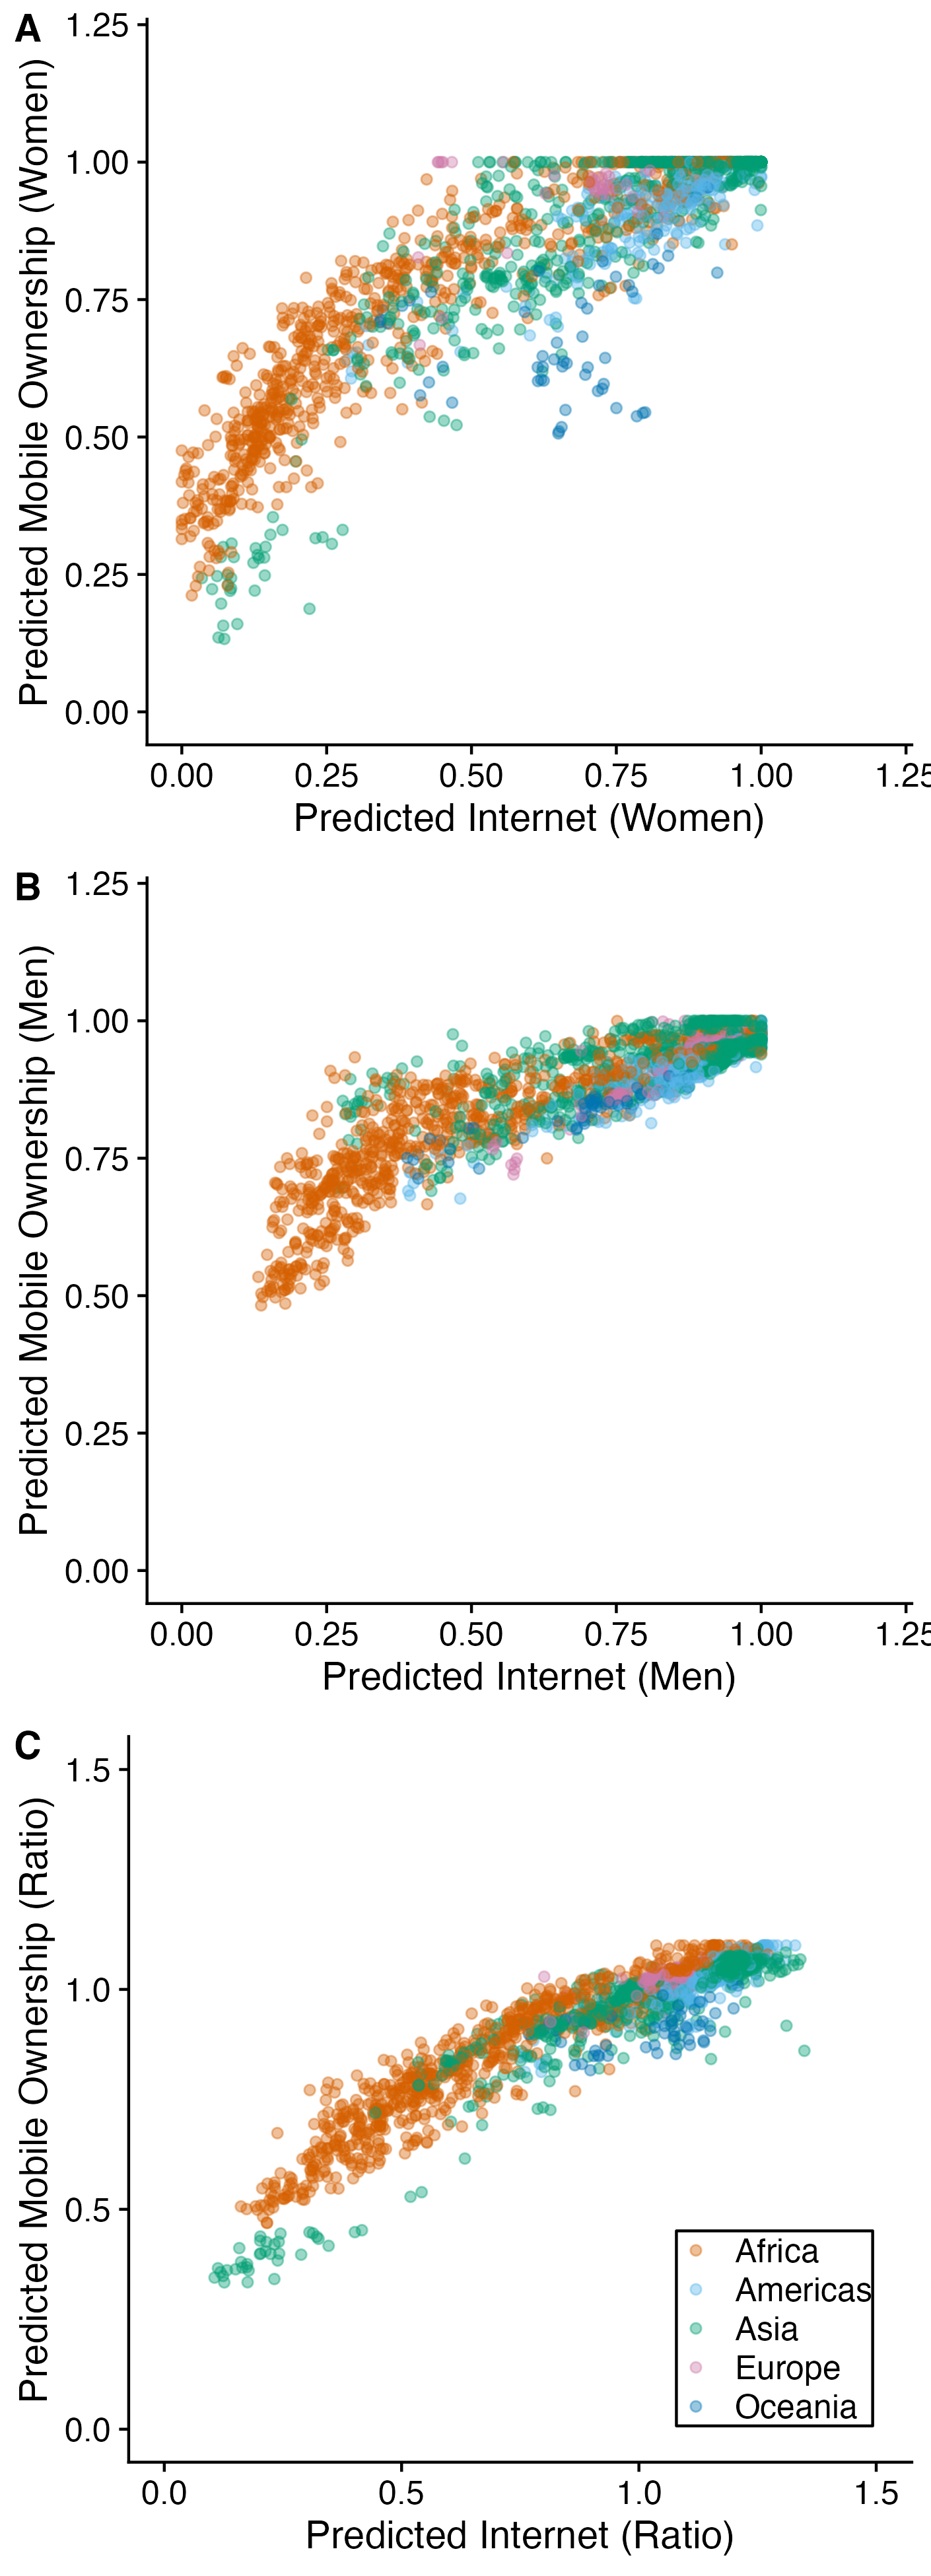 A
1.25
1.00
0.75
0.50
0.25
0.00
Predicted Mobile Ownership (Women)
0.00 0.25 0.50 0.75 1.00 1.25
Predicted Internet (Women)
B
1.25
1.00
0.75
0.50
0.25
0.00
Predicted Mobile Ownership (Men)
0.00 0.25 0.50 0.75 1.00 1.25
Predicted Internet (Men)
C
1.5
1.0
0.5
0.0
Predicted Mobile Ownership (Ratio)
Africa
Americas
Asia
Europe
Oceania
0.0 0.5 1.0 1.5
Predicted Internet (Ratio)